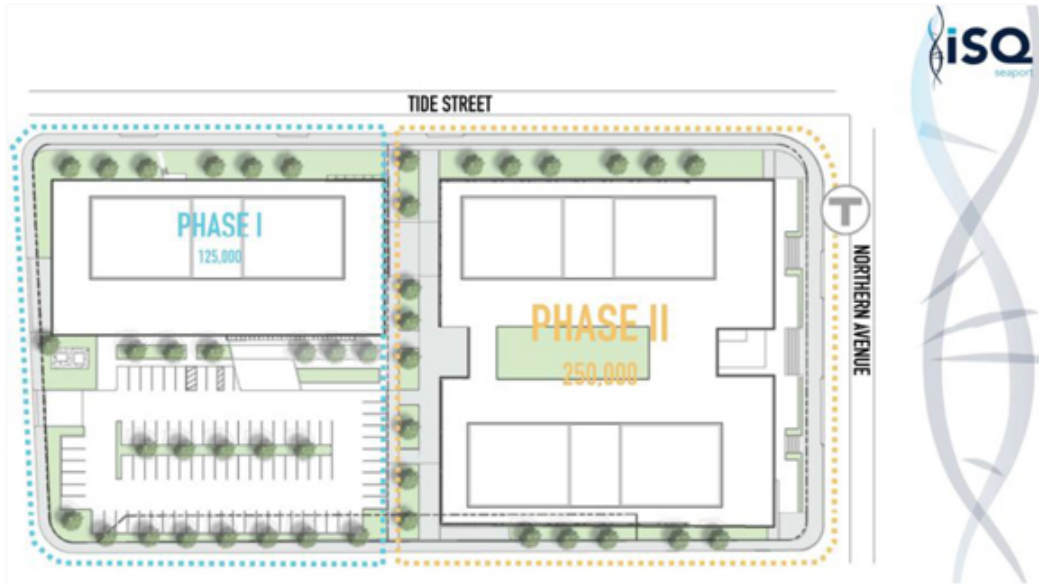 iSQ
seaport
TIDE STREET
PHASE I
125,000
T
PHASE II
250,000
NORTHERN AVENUE